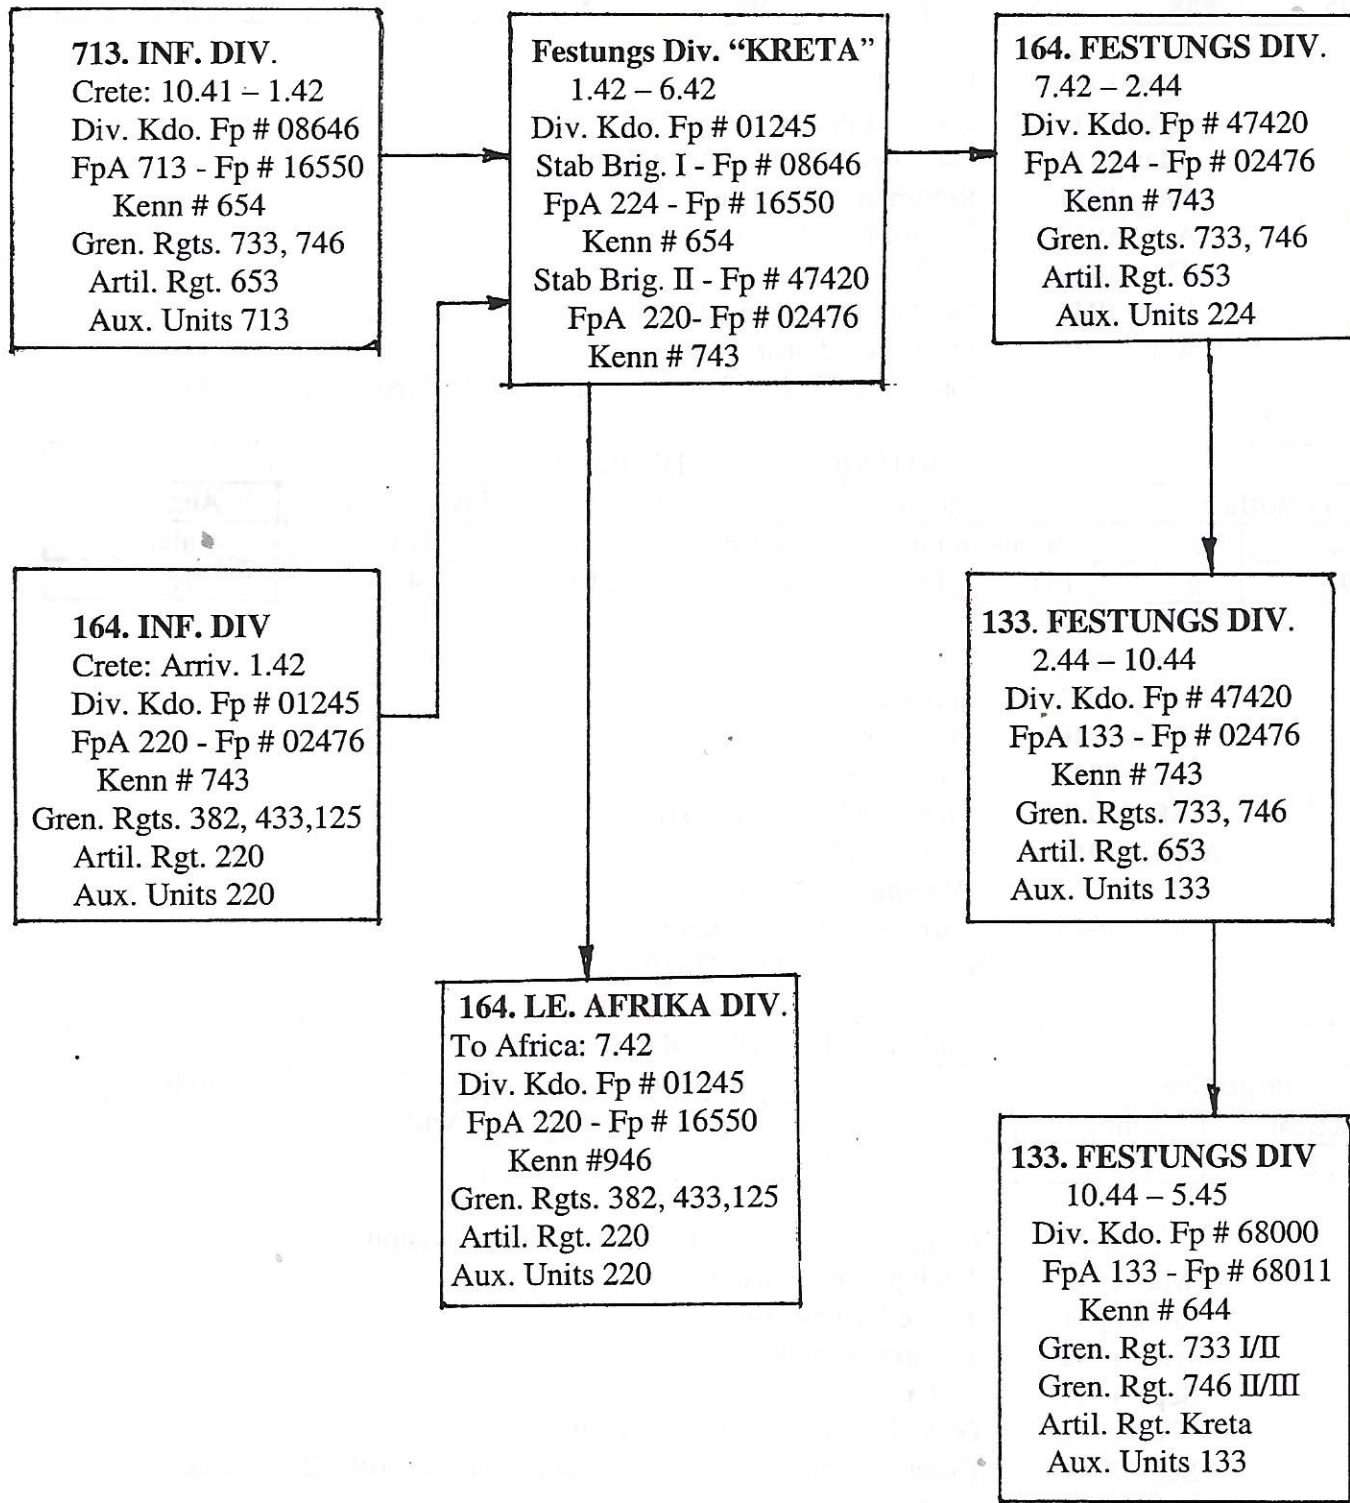 713. INF. DIV.
Crete: 10.41 – 1.42
Div. Kdo. Fp # 08646
FpA 713 - Fp # 16550
Kenn # 654
Gren. Rgts. 733, 746
Artil. Rgt. 653
Aux. Units 713
Festungs Div. “KRETA”
1.42 – 6.42
Div. Kdo. Fp # 01245
Stab Brig. I - Fp # 08646
FpA 224 - Fp # 16550
Kenn # 654
Stab Brig. II - Fp # 47420
FpA 220- Fp # 02476
Kenn # 743
164. FESTUNGS DIV.
7.42 – 2.44
Div. Kdo. Fp # 47420
FpA 224 - Fp # 02476
Kenn # 743
Gren. Rgts. 733, 746
Artil. Rgt. 653
Aux. Units 224
164. INF. DIV
Crete: Arriv. 1.42
Div. Kdo. Fp # 01245
FpA 220 - Fp # 02476
Kenn # 743
Gren. Rgts. 382, 433,125
Artil. Rgt. 220
Aux. Units 220
133. FESTUNGS DIV.
2.44 – 10.44
Div. Kdo. Fp # 47420
FpA 133 - Fp # 02476
Kenn # 743
Gren. Rgts. 733, 746
Artil. Rgt. 653
Aux. Units 133
164. LE. AFRIKA DIV.
To Africa: 7.42
Div. Kdo. Fp # 01245
FpA 220 - Fp # 16550
Kenn #946
Gren. Rgts. 382, 433,125
Artil. Rgt. 220
Aux. Units 220
133. FESTUNGS DIV
10.44 – 5.45
Div. Kdo. Fp # 68000
FpA 133 - Fp # 68011
Kenn # 644
Gren. Rgt. 733 I/II
Gren. Rgt. 746 II/III
Artil. Rgt. Kreta
Aux. Units 133